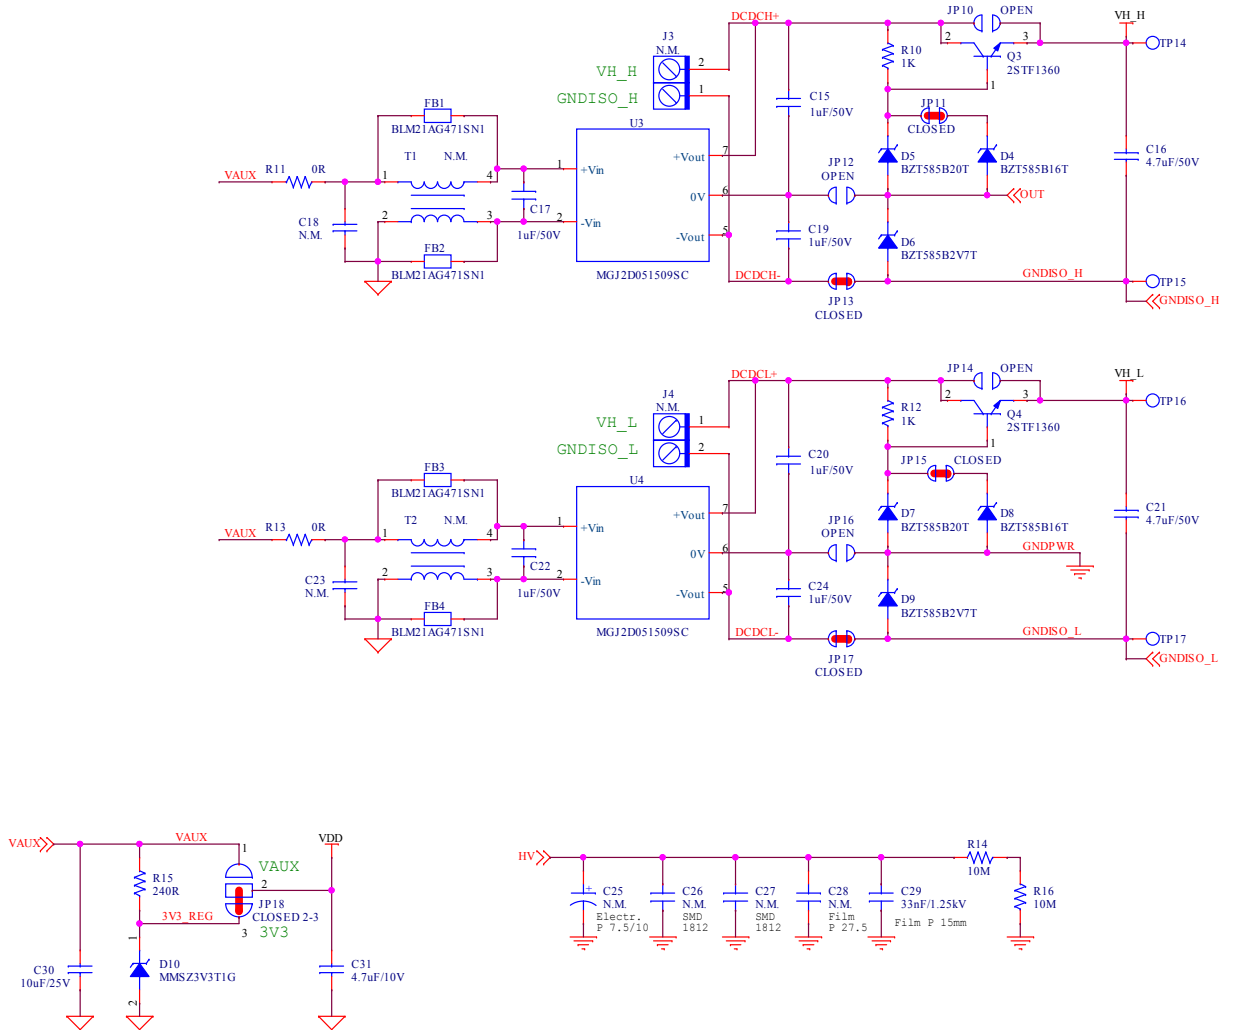 DCDCH+
JP10 OPEN
VH_H
2 3
TP14
J3
N.M.
R10
1K
Q3
2STF1360
VH_H
2
1
GNDISO_H
1
C15
1uF/50V
JP11
CLOSED
FB1
BLM21AG471SN1
U3
T1 N.M.
1 +Vin
+Vout 7
JP12
OPEN
D5
BZT585B20T
D4
BZT585B16T
C16
4.7uF/50V
VAUX
R11 0R
1 4
C17
1uF/50V
0V 6
OUT
C18
N.M.
2 3
2 -Vin
-Vout 5
C19
1uF/50V
D6
BZT585B2V7T
FB2
BLM21AG471SN1
MGJ2D051509SC
DCDCH-
JP13
CLOSED
GNDISO_H
TP15
GNDISO_H
DCDCL+
JP14 OPEN
VH_L
2 3
TP16
J4
N.M.
R12
1K
Q4
2STF1360
VH_L
1
1
GNDISO_L
2
C20
1uF/50V
JP15 CLOSED
FB3
BLM21AG471SN1
U4
T2 N.M.
1 +Vin
+Vout 7
JP16
OPEN
D7
BZT585B20T
D8
BZT585B16T
C21
4.7uF/50V
VAUX
R13 0R
1 4
C22
1uF/50V
0V 6
GNDPWR
C23
N.M.
2 3
2 -Vin
-Vout 5
C24
1uF/50V
D9
BZT585B2V7T
FB4
BLM21AG471SN1
MGJ2D051509SC
DCDCL-
JP17
CLOSED
GNDISO_L
TP17
GNDISO_L
VAUX
VAUX
1
VDD
R15
240R
VAUX
2
JP18
CLOSED 2-3
3V3_REG
3
3V3
1
D10
MMSZ3V3T1G
2
C30
10uF/25V
C31
4.7uF/10V
HV
R14
10M
+
C25
N.M.
Electr.
P 7.5/10
C26
N.M.
SMD
1812
C27
N.M.
SMD
1812
C28
N.M.
Film
P 27.5
C29
33nF/1.25kV
Film P 15mm
R16
10M